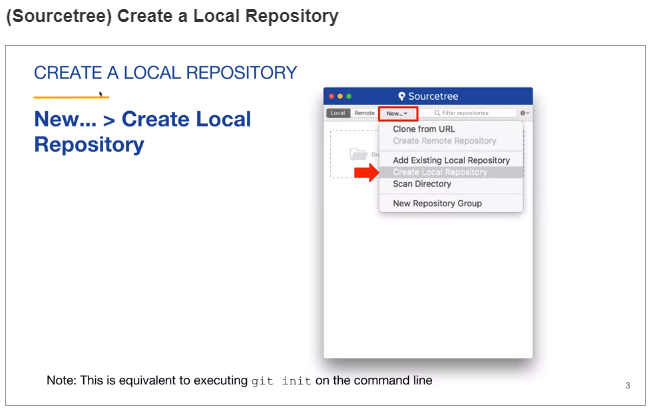 (Sourcetree) Create a Local Repository
CREATE A LOCAL REPOSITORY
New... > Create Local
Repository
Sourcetree
Local Remote New... Filter repositories
Clone from URL
Create Remote Repository
Add Existing Local Repository
Create Local Repository
Scan Directory
New Repository Group
Note: This is equivalent to executing git init on the command line
3